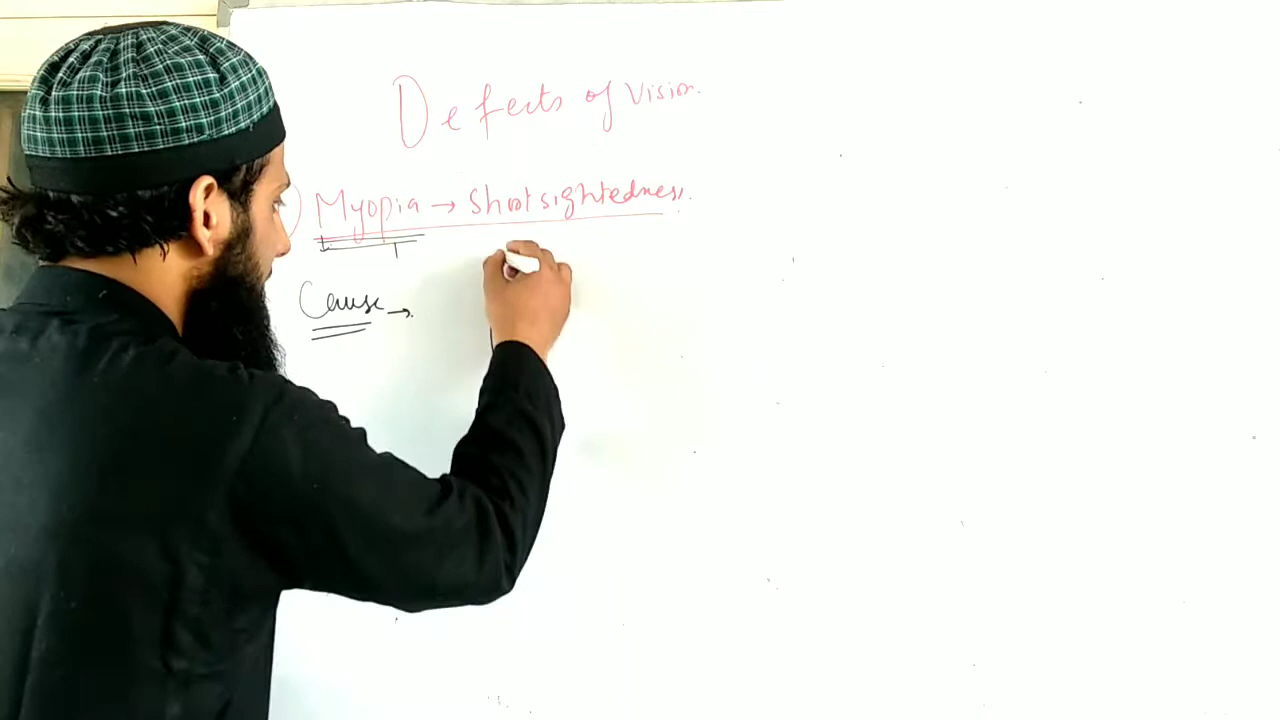 Defects of Vision.
) Myopia → Shortsightedness.
Cause →